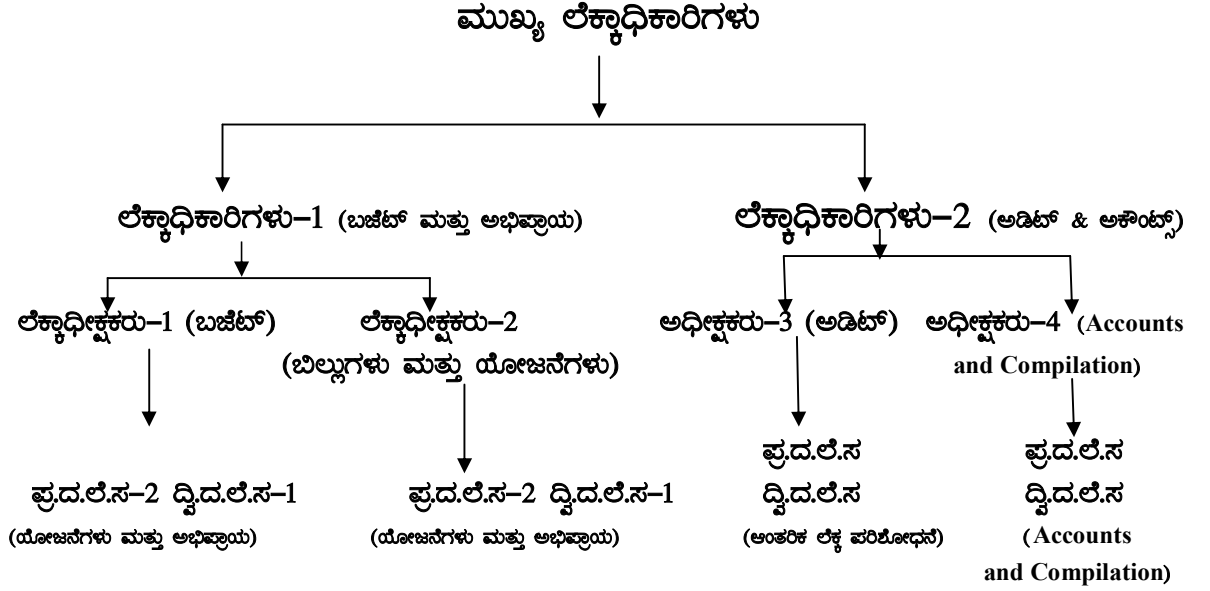 ಮುಖ್ಯ ಲೆಕ್ಕಾಧಿಕಾರಿಗಳು
ಲೆಕ್ಕಾಧಿಕಾರಿಗಳು–1 (ಬಜೆಟ್ ಮತ್ತು ಅಭಿಪ್ರಾಯ)
ಲೆಕ್ಕಾಧಿಕಾರಿಗಳು–2 (ಅಡಿಟ್ & ಅಕೌಂಟ್ಸ್)
ಲೆಕ್ಕಾಧೀಕ್ಷಕರು–1 (ಬಜೆಟ್)
ಲೆಕ್ಕಾಧೀಕ್ಷಕರು–2
(ಬಿಲ್ಲುಗಳು ಮತ್ತು ಯೋಜನೆಗಳು)
ಅಧೀಕ್ಷಕರು–3 (ಅಡಿಟ್)
ಅಧೀಕ್ಷಕರು–4 (Accounts
and Compilation)
ಪ್ರ.ದ.ಲೆ.ಸ–2 ದ್ವಿ.ದ.ಲೆ.ಸ–1
(ಯೋಜನೆಗಳು ಮತ್ತು ಅಭಿಪ್ರಾಯ)
ಪ್ರ.ದ.ಲೆ.ಸ–2 ದ್ವಿ.ದ.ಲೆ.ಸ–1
(ಯೋಜನೆಗಳು ಮತ್ತು ಅಭಿಪ್ರಾಯ)
ಪ್ರ.ದ.ಲೆ.ಸ
ದ್ವಿ.ದ.ಲೆ.ಸ
(ಆಂತರಿಕ ಲೆಕ್ಕ ಪರಿಶೋಧನೆ)
ಪ್ರ.ದ.ಲೆ.ಸ
ದ್ವಿ.ದ.ಲೆ.ಸ
(Accounts
and Compilation)